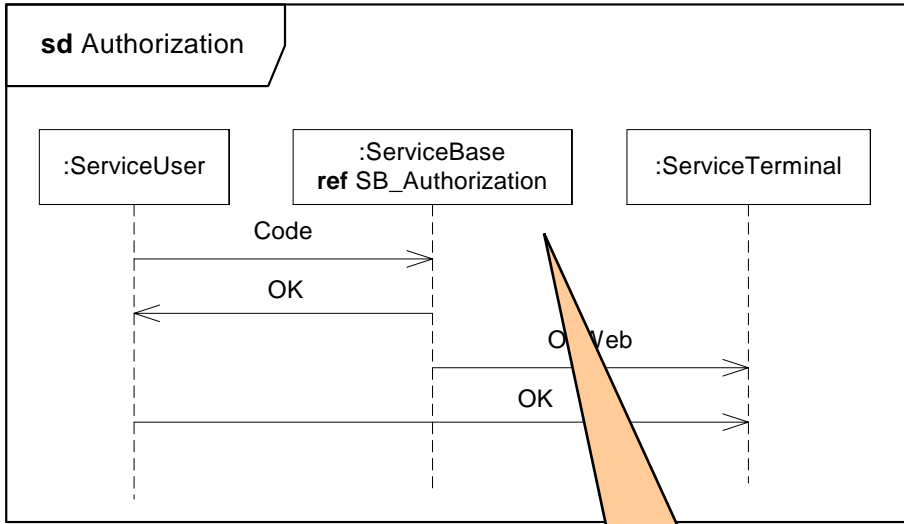 sd Authorization
:ServiceUser
:ServiceBase
ref SB_Authorization
:ServiceTerminal
Code
OK
OK